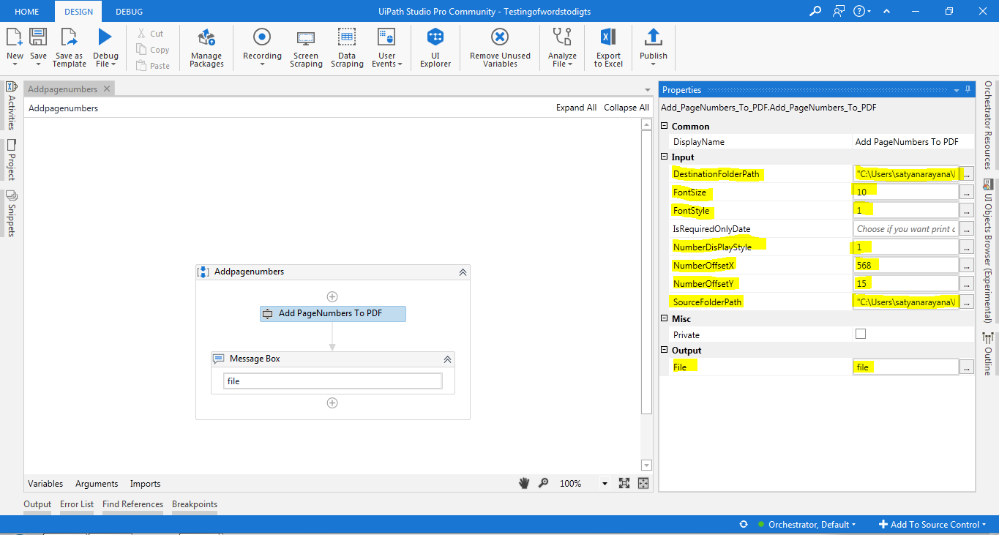 HOME DESIGN DEBUG UiPath Studio Pro Community - Testingofwordstodigts
New Save Save as Template Debug File Cut Copy Paste Manage Packages Recording Screen Scraping Data Scraping User Events UI Explorer Remove Unused Variables Analyze File Export to Excel Publish
Activities
Project
Snippets
Addpagenumbers
Addpagenumbers Expand All Collapse All
Addpagenumbers
Add PageNumbers To PDF
Message Box
file
Variables Arguments Imports 100%
Properties
Add_PageNumbers_To_PDF.Add_PageNumbers_To_PDF
Common
DisplayName Add PageNumbers To PDF
Input
DestinationFolderPath "C:\Users\satyanarayana\ ...
FontSize 10 ...
FontStyle 1 ...
IsRequiredOnlyDate Choose if you want print ...
NumberDisPlayStyle 1 ...
NumberOffsetX 568 ...
NumberOffsetY 15 ...
SourceFolderPath "C:\Users\satyanarayana\ ...
Misc
Private
Output
File file ...
Orchestrator Resources
UI Objects Browser (Experimental)
Outline
Output Error List Find References Breakpoints
Orchestrator, Default Add To Source Control